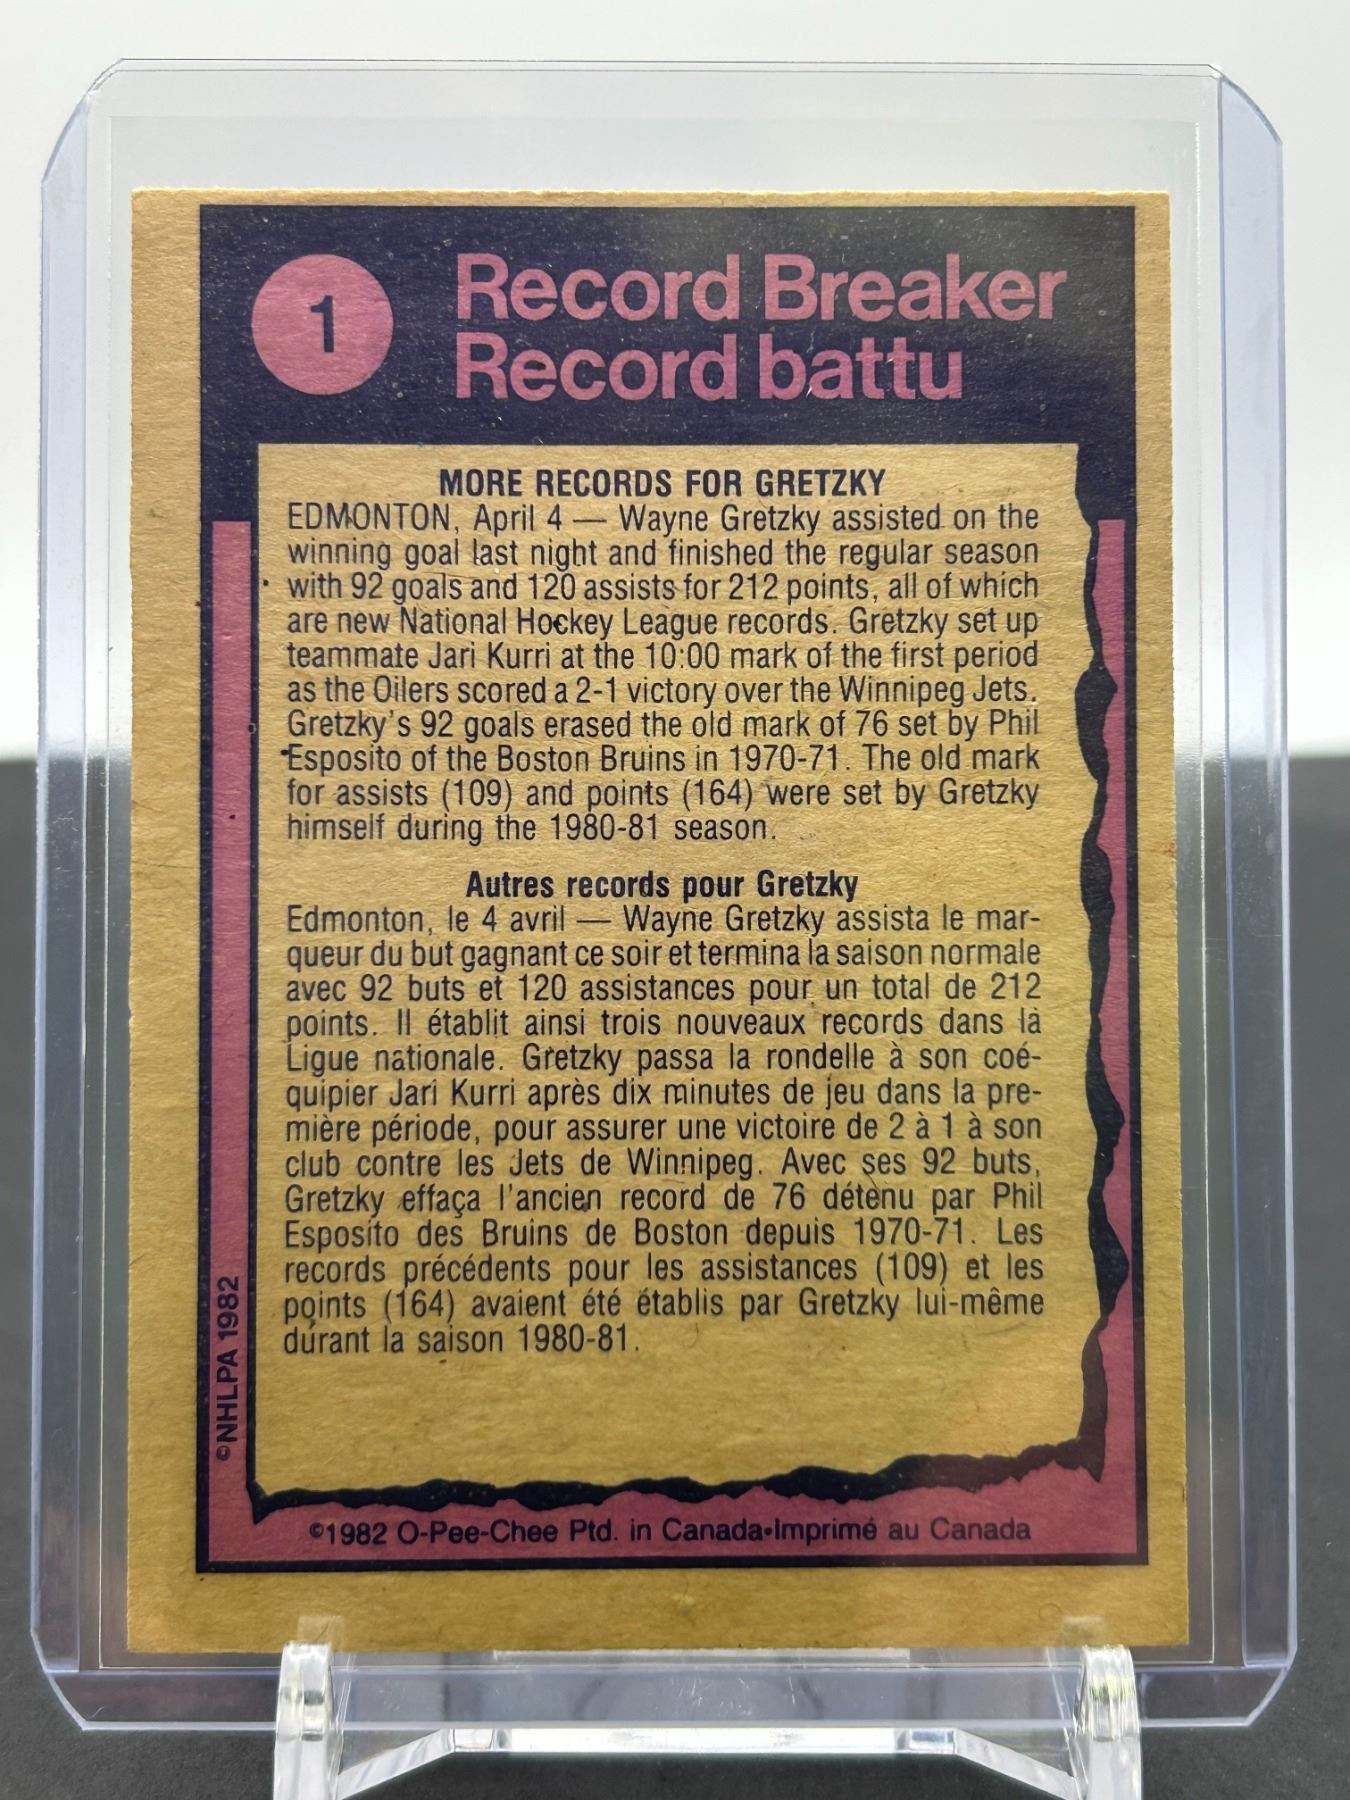 1
Record Breaker
Record battu
MORE RECORDS FOR GRETZKY
EDMONTON, April 4 — Wayne Gretzky assisted on the
winning goal last night and finished the regular season
with 92 goals and 120 assists for 212 points, all of which
are new National Hockey League records. Gretzky set up
teammate Jari Kurri at the 10:00 mark of the first period
as the Oilers scored a 2-1 victory over the Winnipeg Jets.
Gretzky's 92 goals erased the old mark of 76 set by Phil
Esposito of the Boston Bruins in 1970-71. The old mark
for assists (109) and points (164) were set by Gretzky
himself during the 1980-81 season.
Autres records pour Gretzky
Edmonton, le 4 avril — Wayne Gretzky assista le mar-
queur du but gagnant ce soir et termina la saison normale
avec 92 buts et 120 assistances pour un total de 212
points. Il établit ainsi trois nouveaux records dans la
Ligue nationale. Gretzky passa la rondelle à son coé-
quipier Jari Kurri après dix minutes de jeu dans la pre-
mière période, pour assurer une victoire de 2 à 1 à son
club contre les Jets de Winnipeg. Avec ses 92 buts,
Gretzky effaça l'ancien record de 76 détenu par Phil
Esposito des Bruins de Boston depuis 1970-71. Les
records précédents pour les assistances (109) et les
points (164) avaient été établis par Gretzky lui-même
durant la saison 1980-81.
©NHLPA 1982
©1982 O-Pee-Chee Ptd. in Canada•Imprimé au Canada